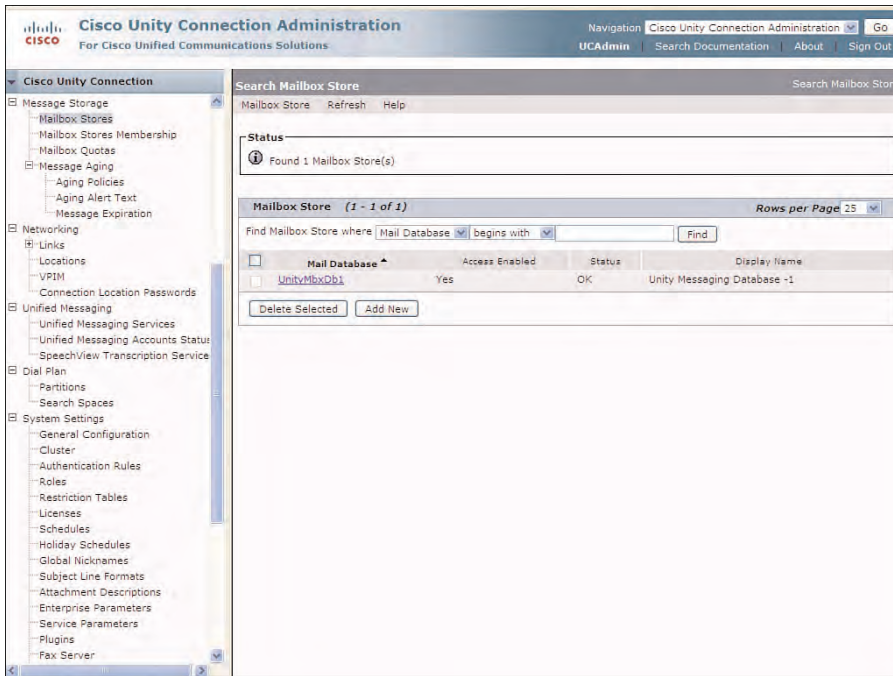 Cisco Unity Connection Administration
For Cisco Unified Communications Solutions
CISCO
Navigation Cisco Unity Connection Administration Go
UCAdmin Search Documentation About Sign Out
Cisco Unity Connection
Message Storage
Mailbox Stores
Mailbox Stores Membership
Mailbox Quotas
Message Aging
Aging Policies
Aging Alert Text
Message Expiration
Networking
Links
Locations
VPIM
Connection Location Passwords
Unified Messaging
Unified Messaging Services
Unified Messaging Accounts Status
SpeechView Transcription Service
Dial Plan
Partitions
Search Spaces
System Settings
General Configuration
Cluster
Authentication Rules
Roles
Restriction Tables
Licenses
Schedules
Holiday Schedules
Global Nicknames
Subject Line Formats
Attachment Descriptions
Enterprise Parameters
Service Parameters
Plugins
Fax Server
Search Mailbox Store Search Mailbox Stor
Mailbox Store Refresh Help
Status
Found 1 Mailbox Store(s)
Mailbox Store (1 - 1 of 1) Rows per Page 25
Find Mailbox Store where Mail Database begins with Find
Mail Database Access Enabled Status Display Name
UnityMbxDb1 Yes OK Unity Messaging Database -1
Delete Selected Add New